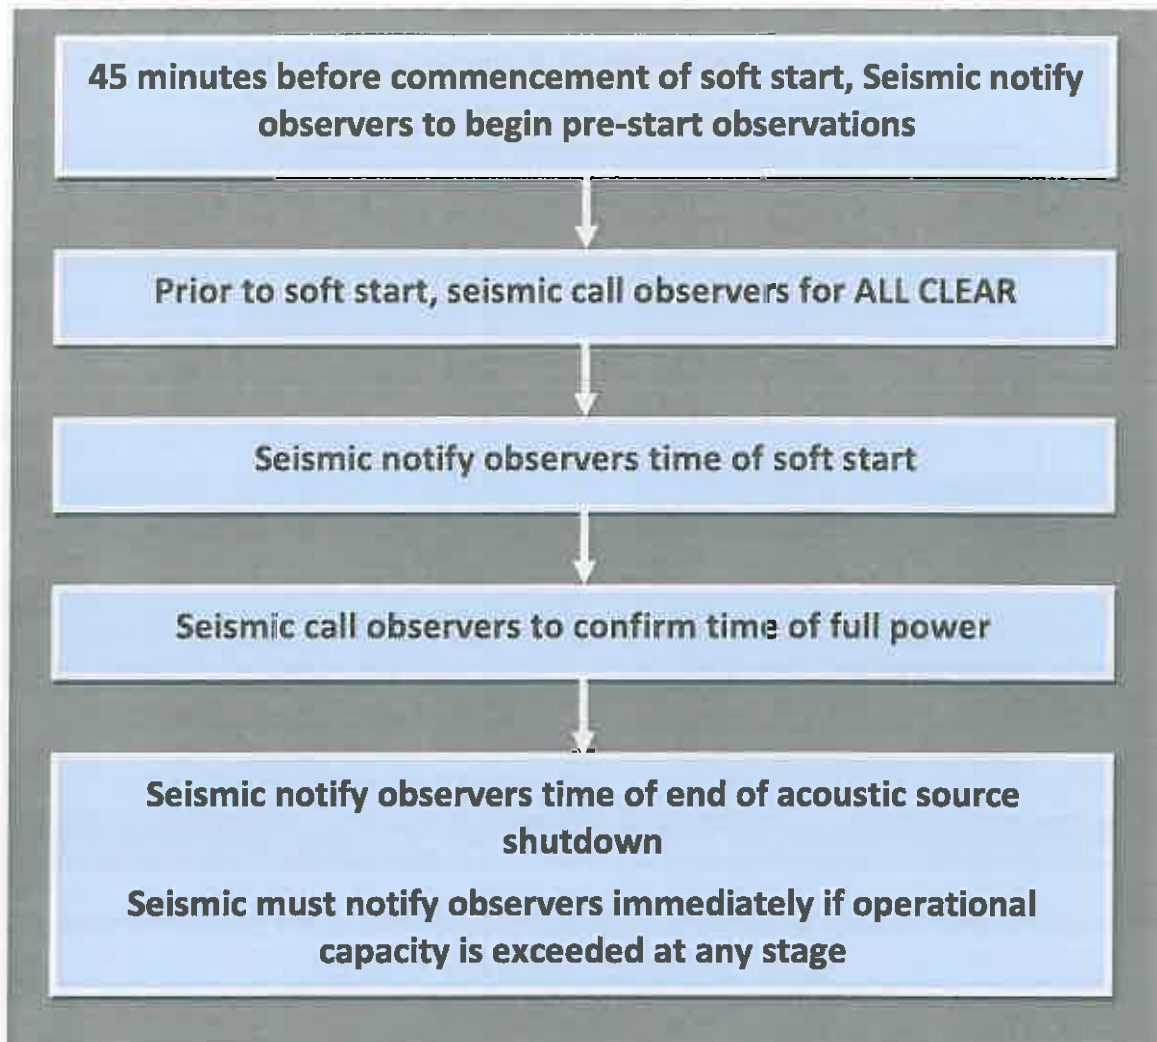 45 minutes before commencement of soft start, Seismic notify
observers to begin pre-start observations
Prior to soft start, seismic call observers for ALL CLEAR
Seismic notify observers time of soft start
Seismic call observers to confirm time of full power
Seismic notify observers time of end of acoustic source
shutdown
Seismic must notify observers immediately if operational
capacity is exceeded at any stage